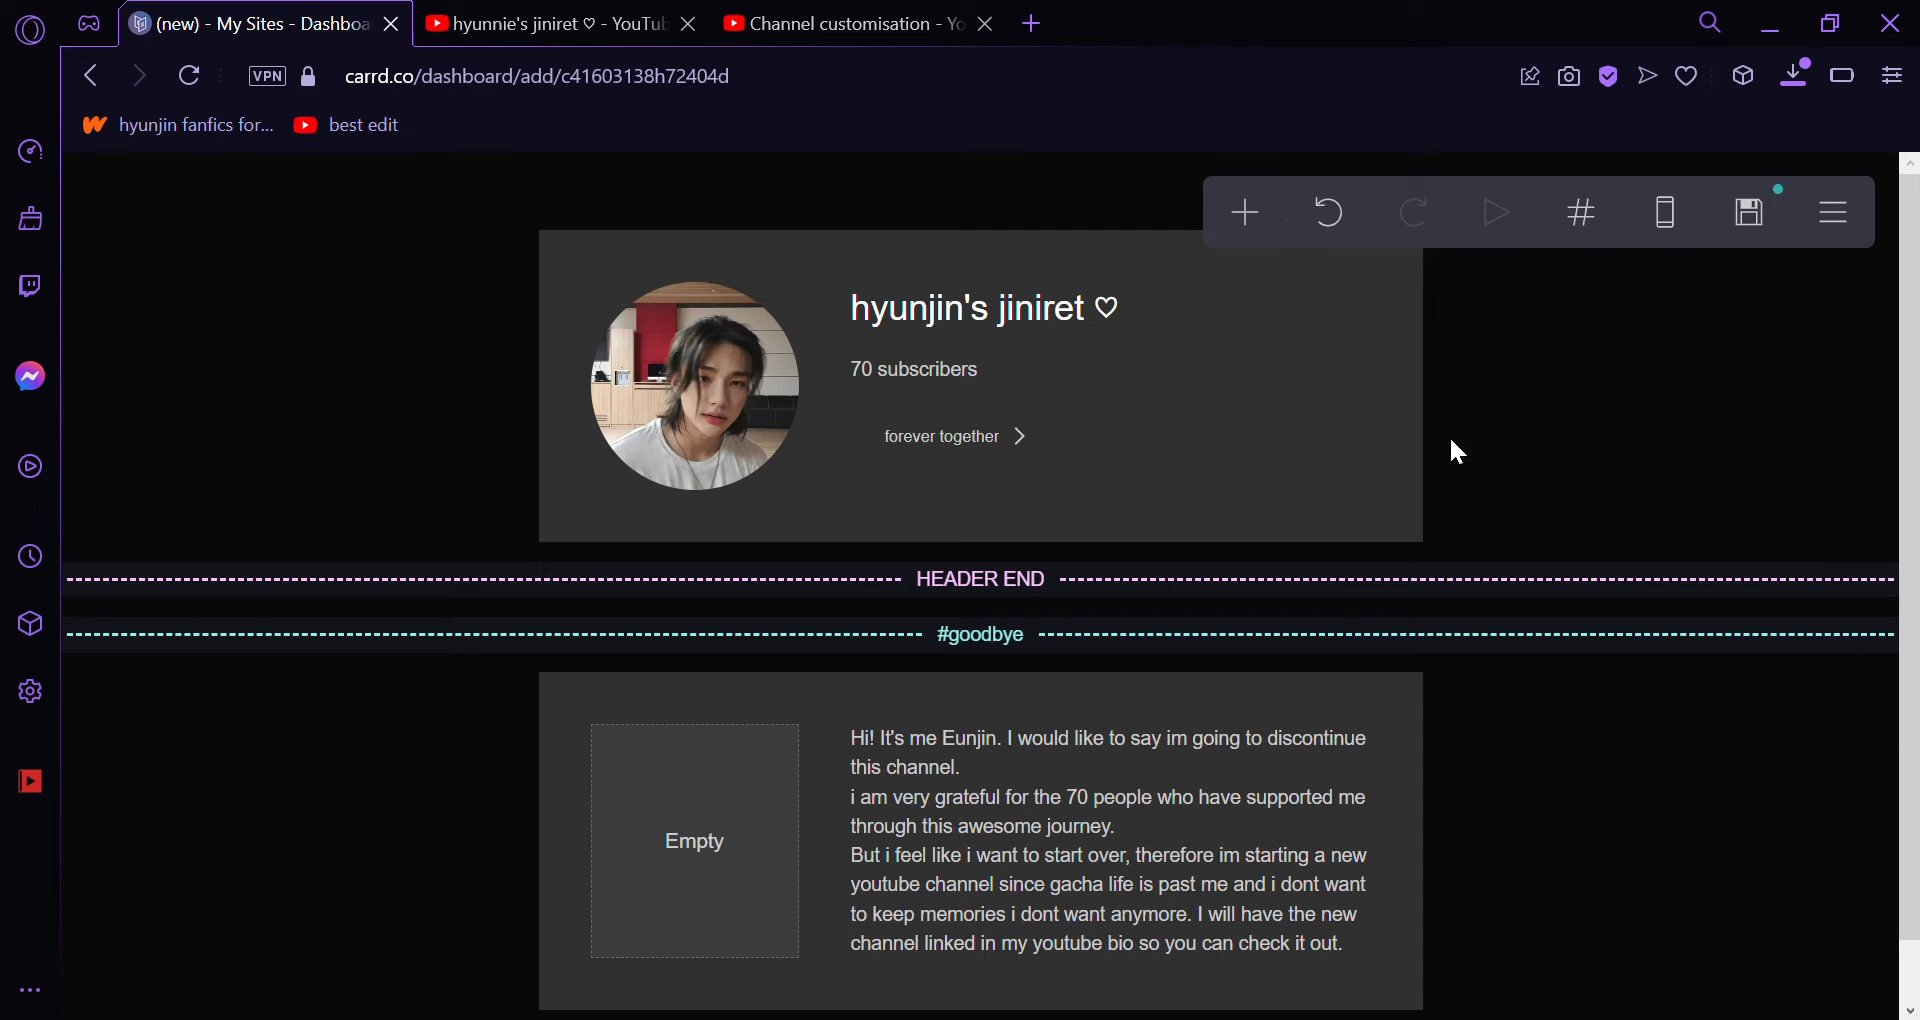 (new) - My Sites - Dashboa
hyunnie's jiniret ♡ - YouTub
Channel customisation - Yo
VPN
carrd.co/dashboard/add/c41603138h72404d
hyunjin fanfics for...
best edit
hyunjin's jiniret ♡
70 subscribers
forever together
HEADER END
#goodbye
Empty
Hi! It's me Eunjin. I would like to say im going to discontinue
this channel.
i am very grateful for the 70 people who have supported me
through this awesome journey.
But i feel like i want to start over, therefore im starting a new
youtube channel since gacha life is past me and i dont want
to keep memories i dont want anymore. I will have the new
channel linked in my youtube bio so you can check it out.